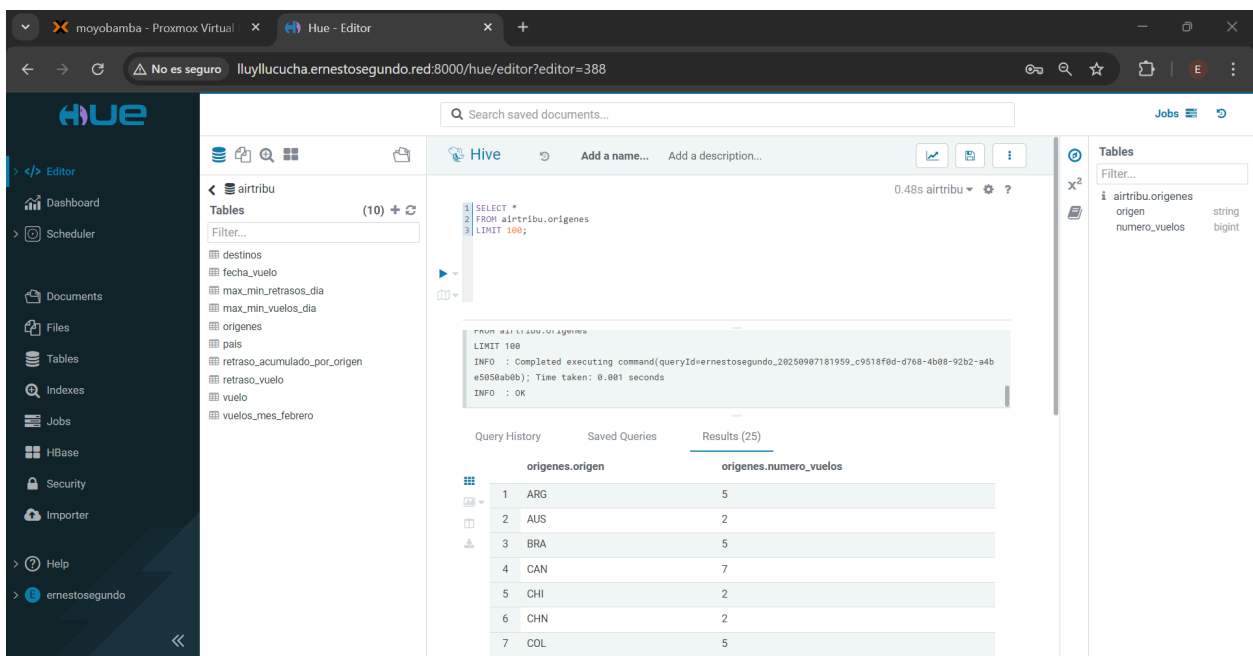 moyobamba - Proxmox Virtual
Hue - Editor
No es seguro
lluyllucucha.ernestosegundo.red:8000/hue/editor?editor=388
E
HUE
Search saved documents...
Jobs
Editor
Dashboard
Scheduler
Documents
Files
Tables
Indexes
Jobs
HBase
Security
Importer
Help
E ernestosegundo
airtribu
Tables (10)
Filter...
destinos
fecha_vuelo
max_min_retrasos_dia
max_min_vuelos_dia
origenes
pais
retraso_acumulado_por_origen
retraso_vuelo
vuelo
vuelos_mes_febrero
Hive Add a name... Add a description...
0.48s airtribu ?
1 SELECT *
2 FROM airtribu.origenes
3 LIMIT 100;
FROM airtribu.origenes
LIMIT 100
INFO : Completed executing command(queryId=ernestosegundo_20250907181959_c9518f0d-d768-4b08-92b2-a4b
e5050ab0b); Time taken: 0.001 seconds
INFO : OK
Query History Saved Queries Results (25)
origenes.origen origenes.numero_vuelos
1 ARG 5
2 AUS 2
3 BRA 5
4 CAN 7
5 CHI 2
6 CHN 2
7 COL 5
x²
Tables
Filter...
airtribu.origenes
origen string
numero_vuelos bigint